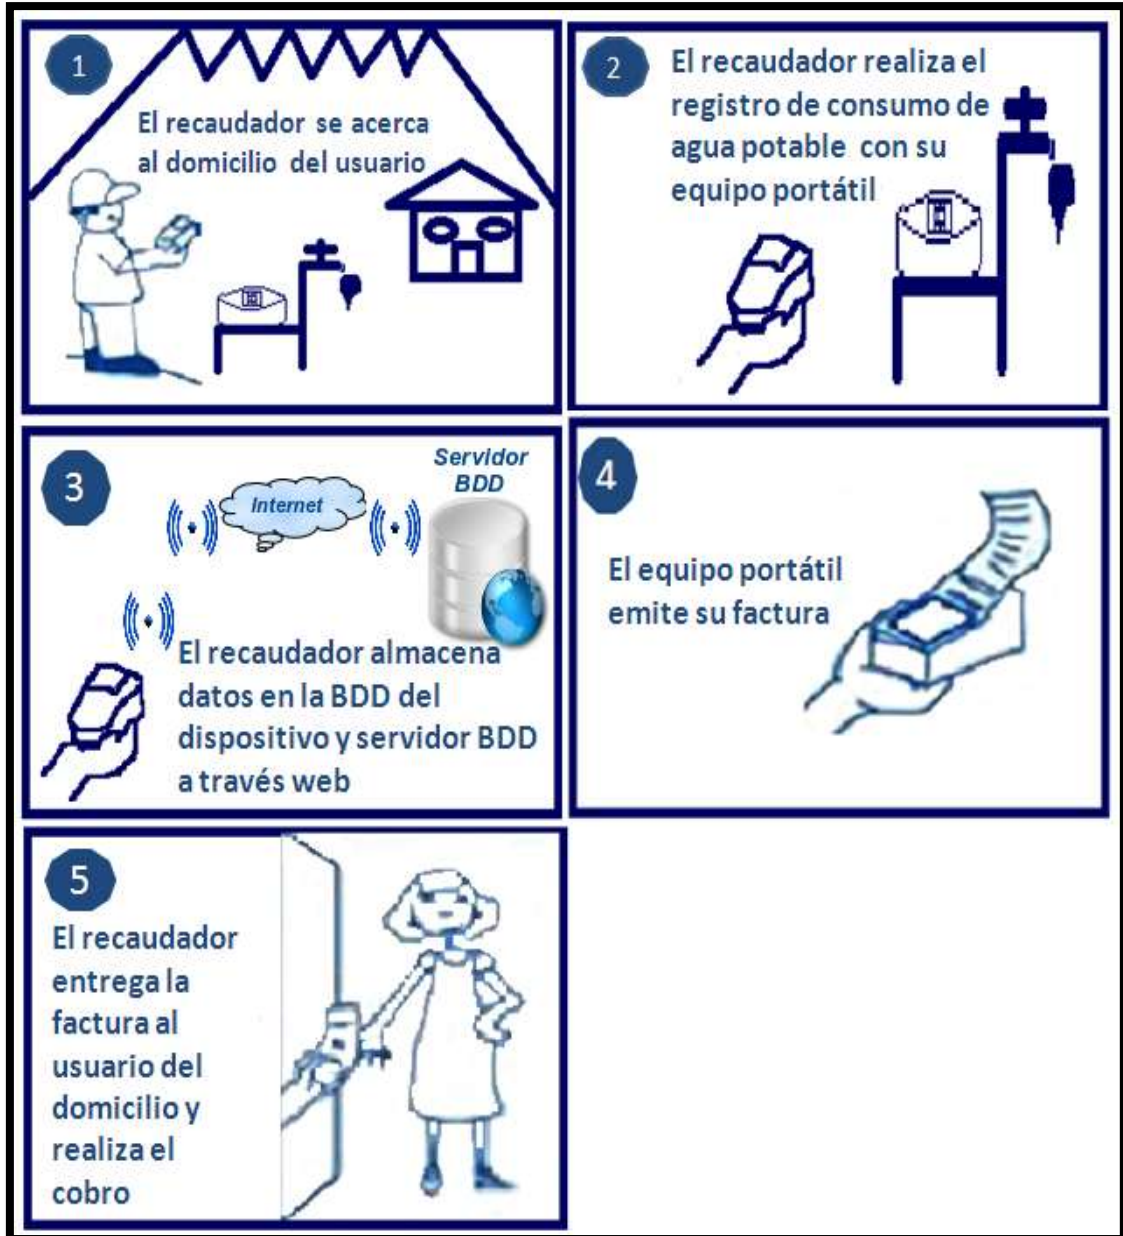 1
El recaudador se acerca
al domicilio del usuario
2
El recaudador realiza el
registro de consumo de
agua potable con su
equipo portátil
3
Internet
Servidor
BDD
El recaudador almacena
datos en la BDD del
dispositivo y servidor BDD
a través web
4
El equipo portátil
emite su factura
5
El recaudador
entrega la
factura al
usuario del
domicilio y
realiza el
cobro